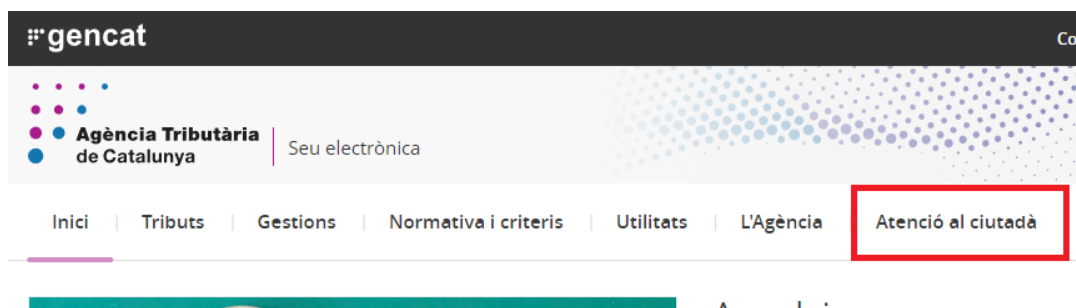 gencat
Co
Agència Tributària
de Catalunya
Seu electrònica
Inici
Tributs
Gestions
Normativa i criteris
Utilitats
L'Agència
Atenció al ciutadà